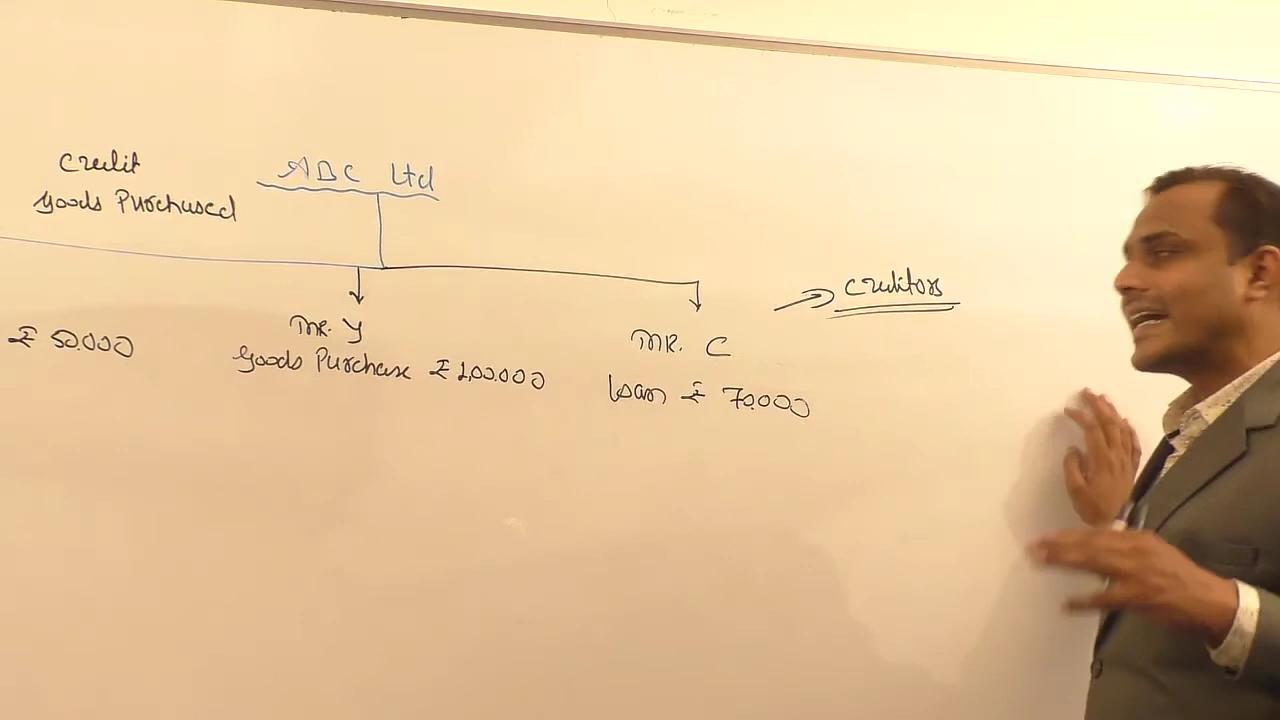 Credit
Goods Purchased
ABC Ltd
Creditors
₹ 50,000
MR. Y
Goods Purchase ₹ 1,00,000
MR. C
Loan ₹ 70,000